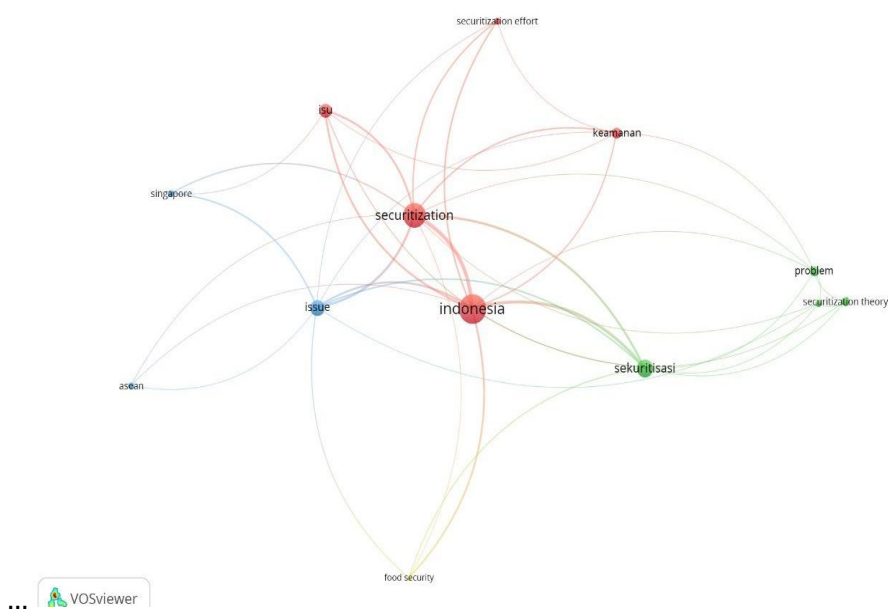 securitization effort
isu
keamanan
singapore
securitization
problem
securitization theory
issue
indonesia
sekuritisasi
asean
food security
...
VOSviewer